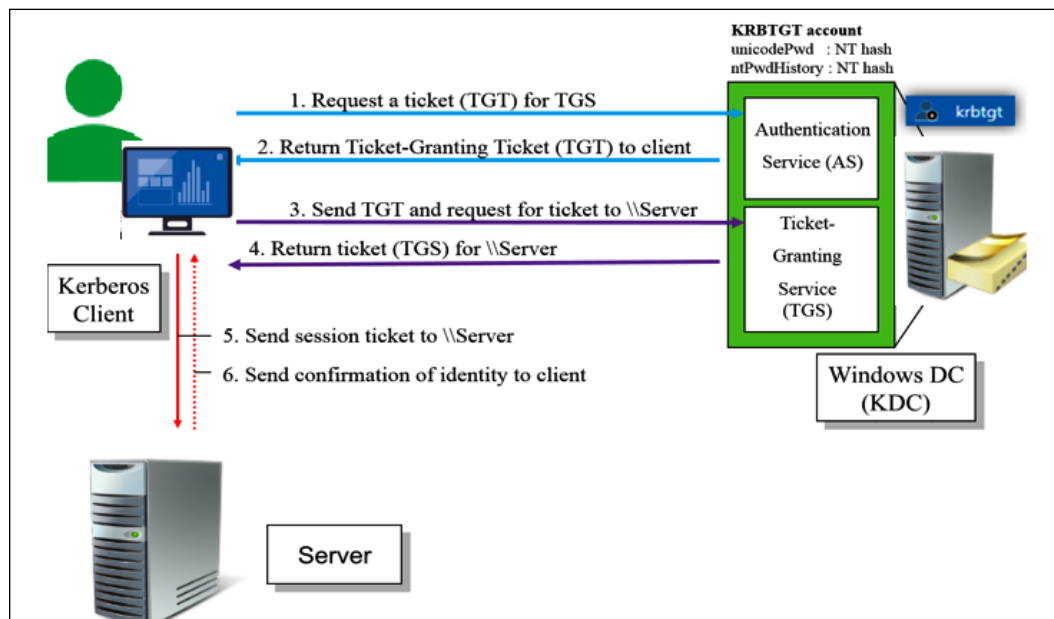 KRBTGT account
unicodePwd : NT hash
ntPwdHistory : NT hash
krbtgt
1. Request a ticket (TGT) for TGS
Authentication
Service (AS)
2. Return Ticket-Granting Ticket (TGT) to client
3. Send TGT and request for ticket to \\Server
Ticket-
Granting
Service
(TGS)
4. Return ticket (TGS) for \\Server
Kerberos
Client
5. Send session ticket to \\Server
6. Send confirmation of identity to client
Windows DC
(KDC)
Server